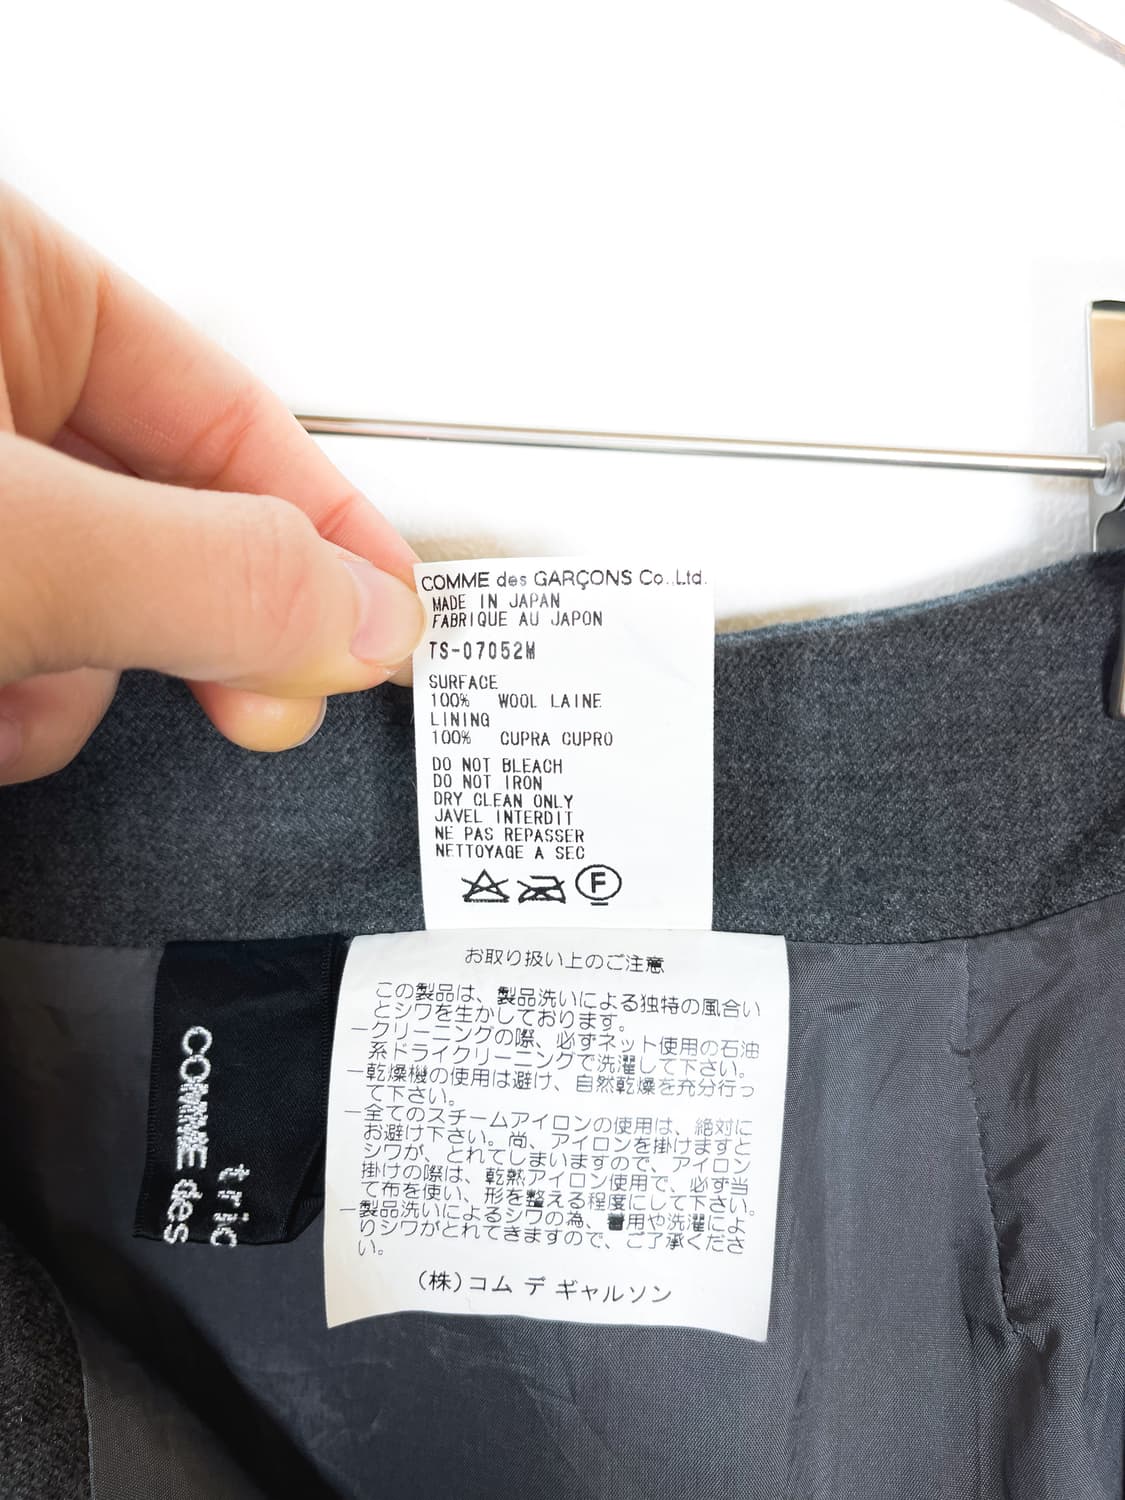 COMME des GARÇONS Co.,Ltd.
MADE IN JAPAN
FABRIQUE AU JAPON
TS-07052M
SURFACE
100% WOOL LAINE
LINING
100% CUPRA CUPRO
DO NOT BLEACH
DO NOT IRON
DRY CLEAN ONLY
JAVEL INTERDIT
NE PAS REPASSER
NETTOYAGE A SEC
F
お取り扱い上のご注意
この製品は、製品洗いによる独特の風合い
とシワを生かしております。
ークリーニングの際、必ずネット使用の石油
系ドライクリーニングで洗濯して下さい。
ー乾燥機の使用は避け、自然乾燥を充分行っ
て下さい。
ー全てのスチームアイロンの使用は、絶対に
お避け下さい。尚、アイロンを掛けますと
シワが、とれてしまいますので、アイロン
掛けの際は、乾熱アイロン使用で、必ず当
て布を使い、形を整える程度にして下さい。
ー製品洗いによるシワの為、着用や洗濯によ
りシワがとれてきますので、ご了承くださ
い。
(株)コム デ ギャルソン
tric
COMME des